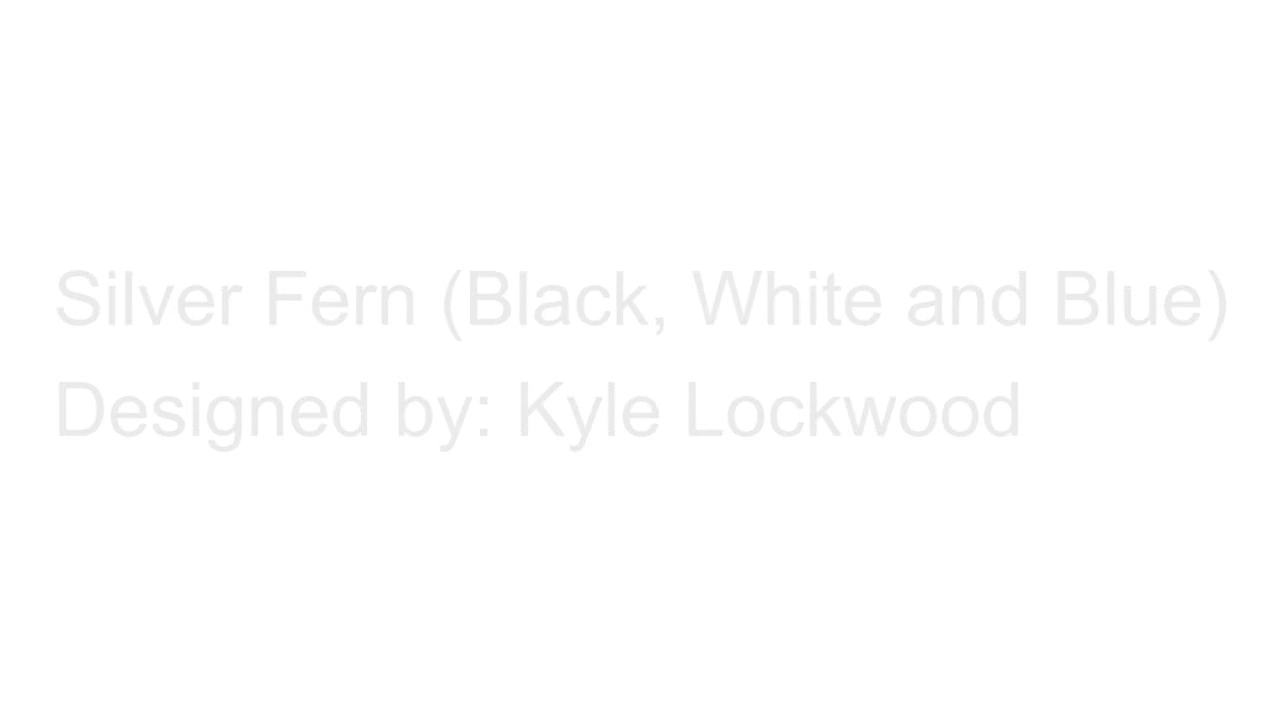 Silver Fern (Black, White and Blue)
Designed by: Kyle Lockwood